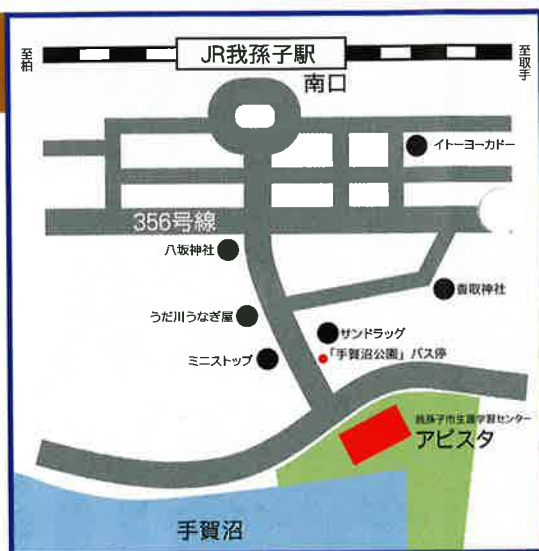 JR我孫子駅
至柏
至取手
南口
イトーヨーカドー
356号線
八坂神社
香取神社
うだ川うなぎ屋
サンドラッグ
「手賀沼公園」バス停
ミニストップ
我孫子市生涯学習センター
アビスタ
手賀沼